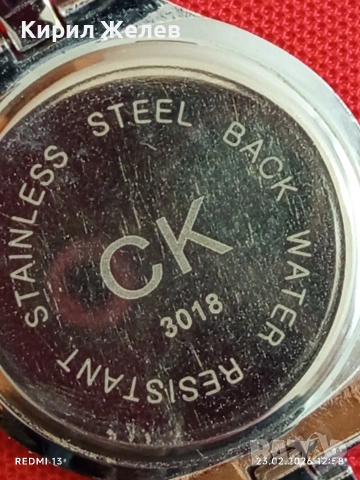 Кирил Желев
STAINLESS STEEL BACK WATER RESISTANT
CK
3018
REDMI 13
23.02.2026 12:58